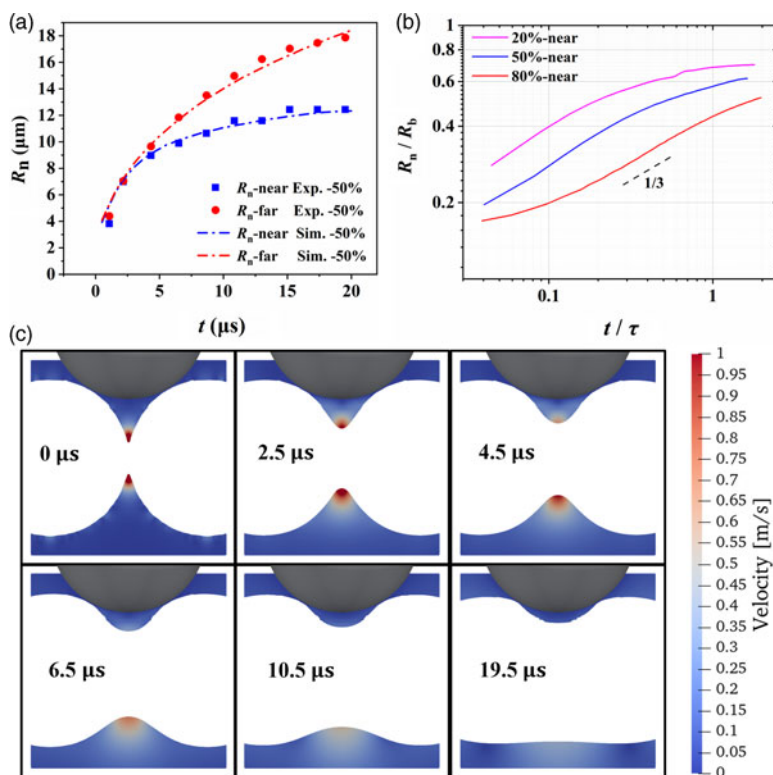 (a)
18
16
14
12
10
8
6
4
2
0
Rn (μm)
0
5
10
15
20
t (μs)
Rn-near Exp. -50%
Rn-far Exp. -50%
Rn-near Sim. -50%
Rn-far Sim. -50%
(b)
1
0.8
0.6
0.4
0.2
Rn / Rb
20%-near
50%-near
80%-near
1/3
0.1
1
t / τ
(c)
0 μs
2.5 μs
4.5 μs
6.5 μs
10.5 μs
19.5 μs
1
0.95
0.9
0.85
0.8
0.75
0.7
0.65
0.6
0.55
0.5
0.45
0.4
0.35
0.3
0.25
0.2
0.15
0.1
0.05
0
Velocity [m/s]